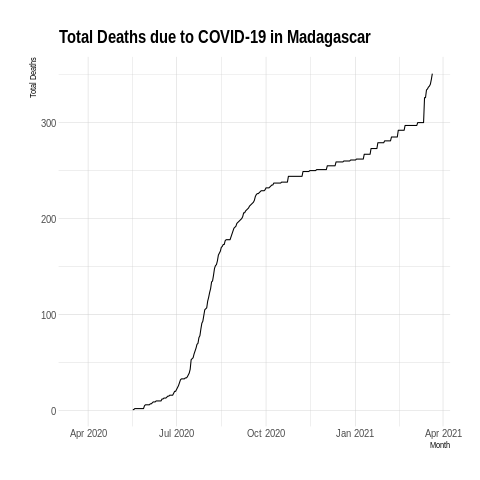 Total Deaths due to COVID-19 in Madagascar
Total Deaths
300
200
100
0
Apr 2020 Jul 2020 Oct 2020 Jan 2021 Apr 2021
Month